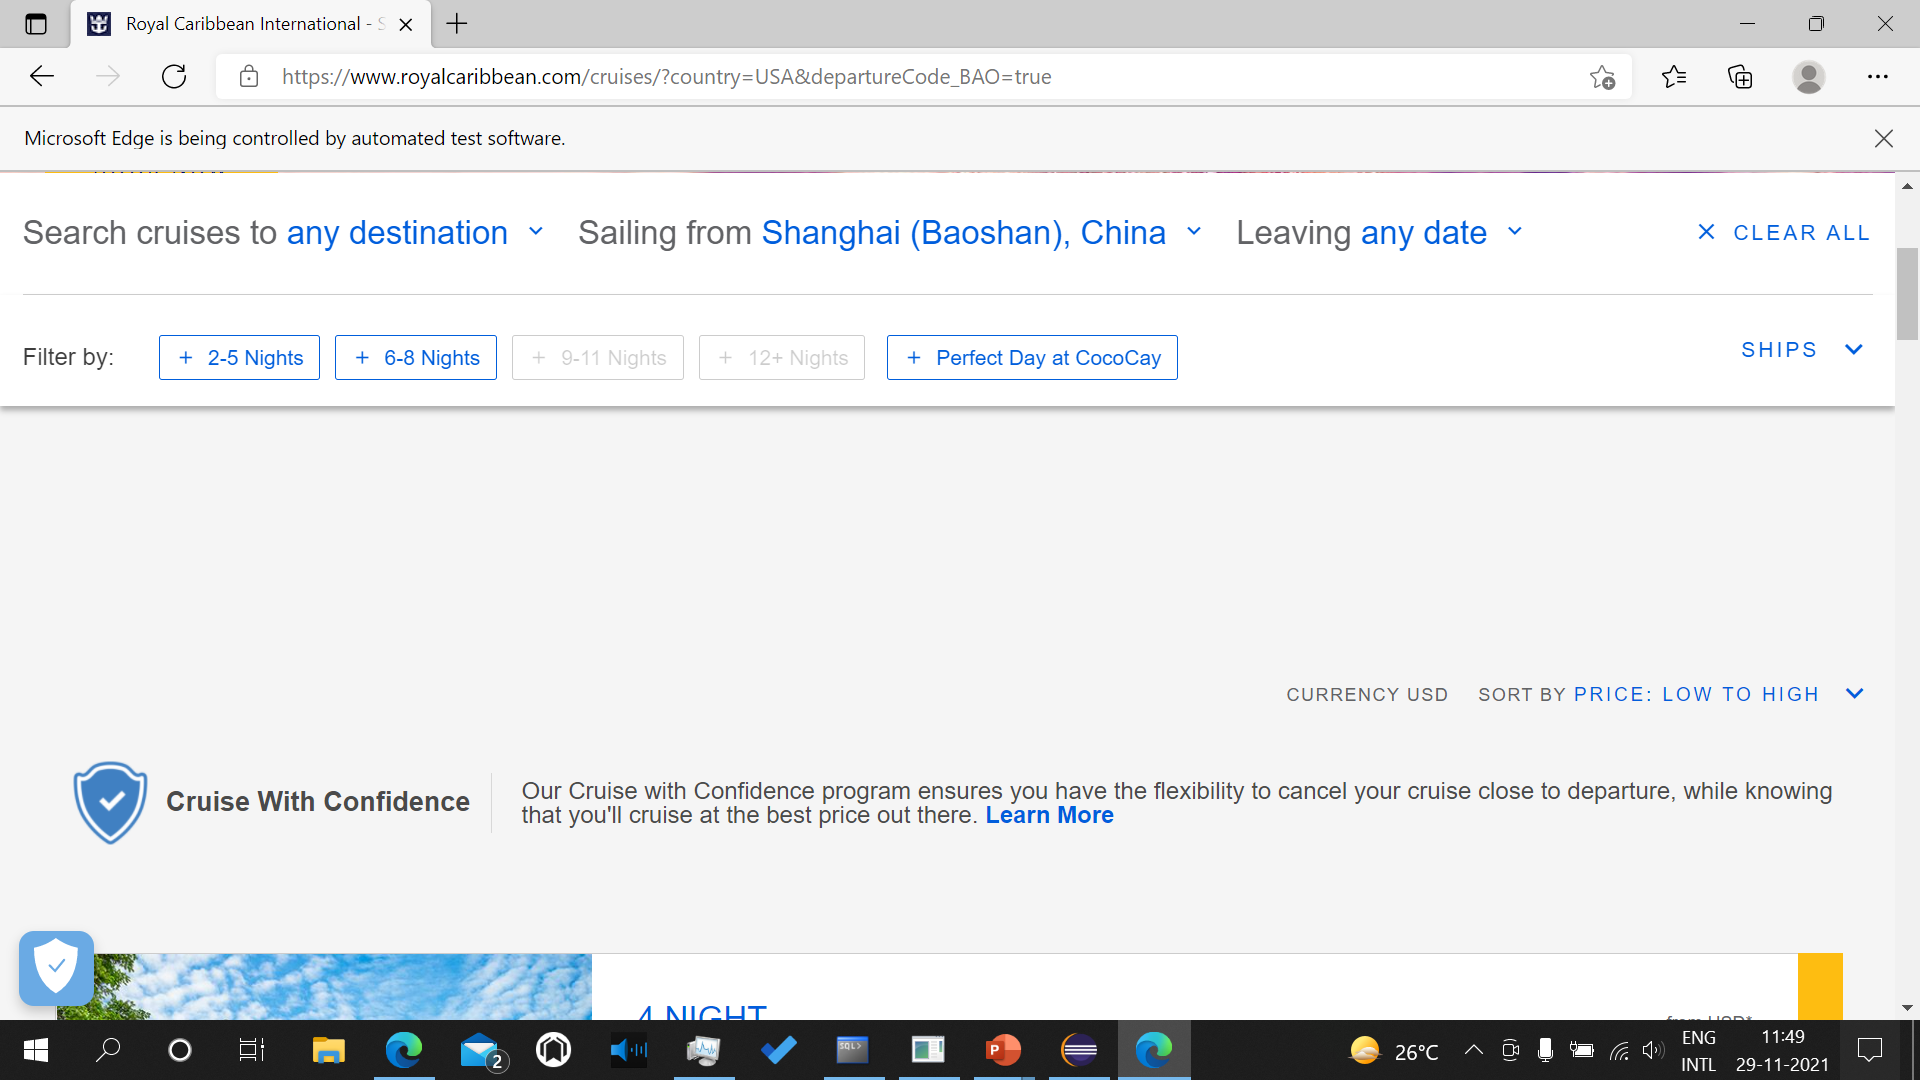 Royal Caribbean International -
https://www.royalcaribbean.com/cruises/?country=USA&departureCode_BAO=true
Microsoft Edge is being controlled by automated test software.
Search cruises to any destination Sailing from Shanghai (Baoshan), China Leaving any date CLEAR ALL
Filter by: + 2-5 Nights + 6-8 Nights + 9-11 Nights + 12+ Nights + Perfect Day at CocoCay SHIPS
CURRENCY USD SORT BY PRICE: LOW TO HIGH
Cruise With Confidence
Our Cruise with Confidence program ensures you have the flexibility to cancel your cruise close to departure, while knowing
that you'll cruise at the best price out there. Learn More
4 NIGHT
from USD*
2
SQL>
P
26°C
ENG
INTL
11:49
29-11-2021